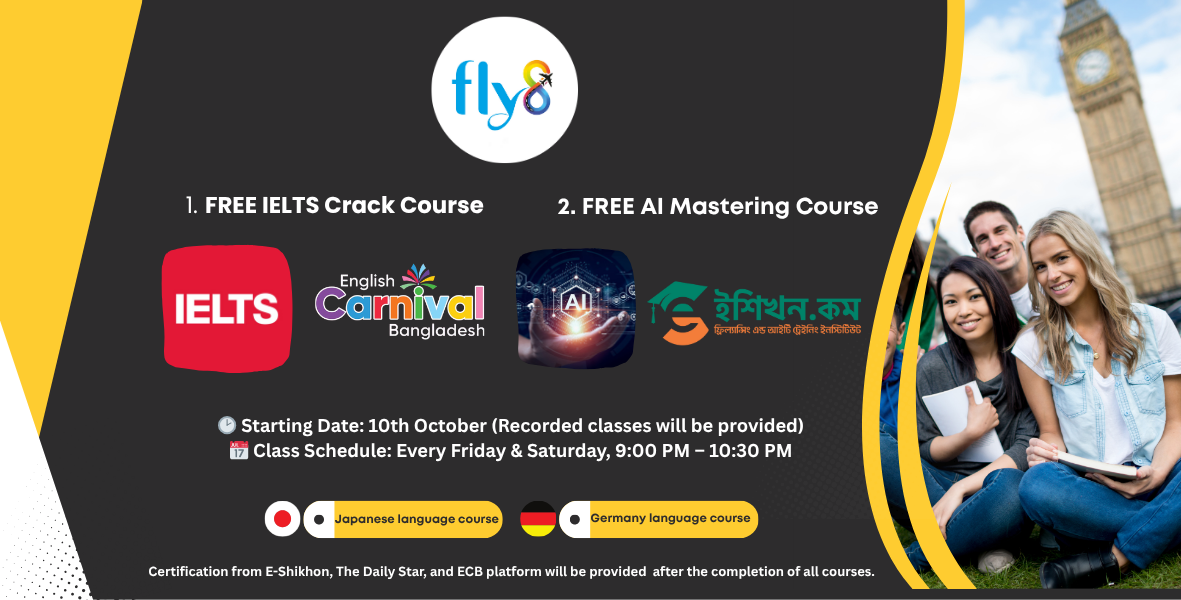 fly8
1. FREE IELTS Crack Course
2. FREE AI Mastering Course
IELTS
English
Carnival
Bangladesh
AI
ইশিখন.কম
ফ্রিল্যান্সিং এন্ড আইটি ট্রেইনিং ইনস্টিটিউট
Starting Date: 10th October (Recorded classes will be provided)
JUL
17
Class Schedule: Every Friday & Saturday, 9:00 PM – 10:30 PM
Japanese language course
Germany language course
Certification from E-Shikhon, The Daily Star, and ECB platform will be provided after the completion of all courses.